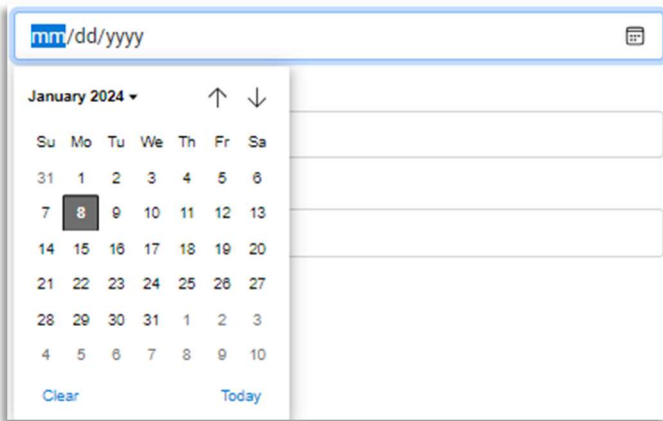 mm/dd/yyyy
January 2024
Su Mo Tu We Th Fr Sa
31 1 2 3 4 5 6
7 8 9 10 11 12 13
14 15 16 17 18 19 20
21 22 23 24 25 26 27
28 29 30 31 1 2 3
4 5 6 7 8 9 10
Clear Today